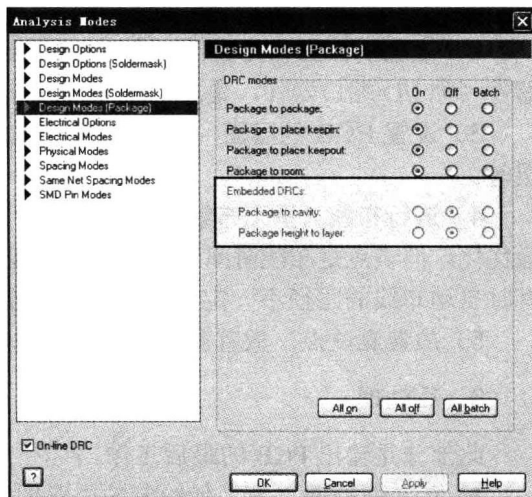 Analysis Modes
Design Options
Design Options (Soldermask)
Design Modes
Design Modes (Soldermask)
Design Modes (Package)
Electrical Options
Electrical Modes
Physical Modes
Spacing Modes
Same Net Spacing Modes
SMD Pin Modes
Design Modes (Package)
DRC modes
On Off Batch
Package to package:
Package to place keepin:
Package to place keepout:
Package to room:
Embedded DRCs:
Package to cavity:
Package height to layer:
All on All off All batch
On-line DRC
? OK Cancel Apply Help